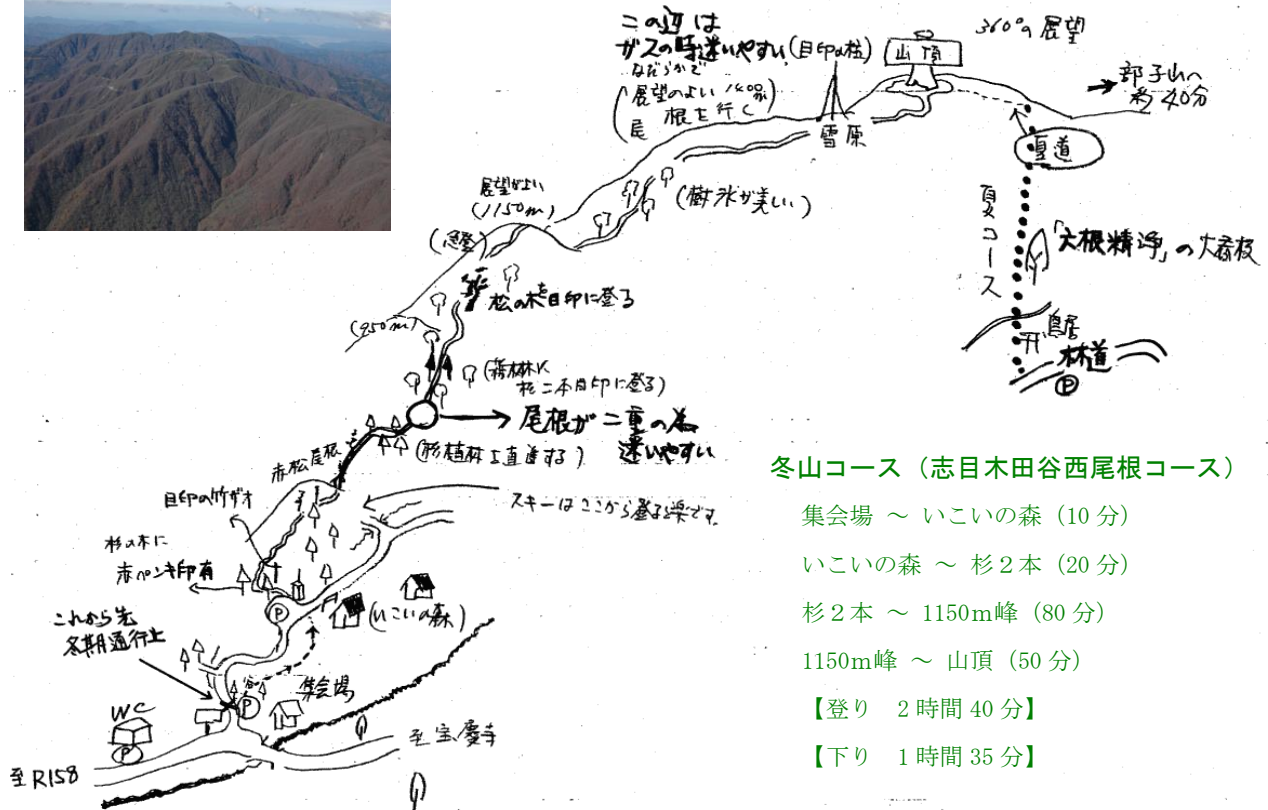 この辺は
ガスの時迷いやすい(目印の枝)
なだらかで
展望のよい1400m
尾根を行く
山頂
360°の展望
部子山へ
約40分
雪原
夏道
展望がよい
(1150m)
(樹氷が美しい)
夏コース
「六根精浄」の大看板
(急登)
松の木を目印に登る
(950m)
鳥居
林道
P
杉二本目印に登る)
尾根が二重の為
迷いやすい
(杉植林を直進する)
赤松尾根
目印の竹ザオ
スキーはここから登ると楽です。
杉の木に
赤ペンキ印有
P
(いこいの森)
これから先
冬期通行止
集会場
P
WC
P
至宝慶寺
至R158
冬山コース（志目木田谷西尾根コース）
集会場 ～ いこいの森（10分）
いこいの森 ～ 杉２本（20分）
杉２本 ～ 1150ｍ峰（80分）
1150ｍ峰 ～ 山頂（50分）
【登り　2時間40分】
【下り　1時間35分】